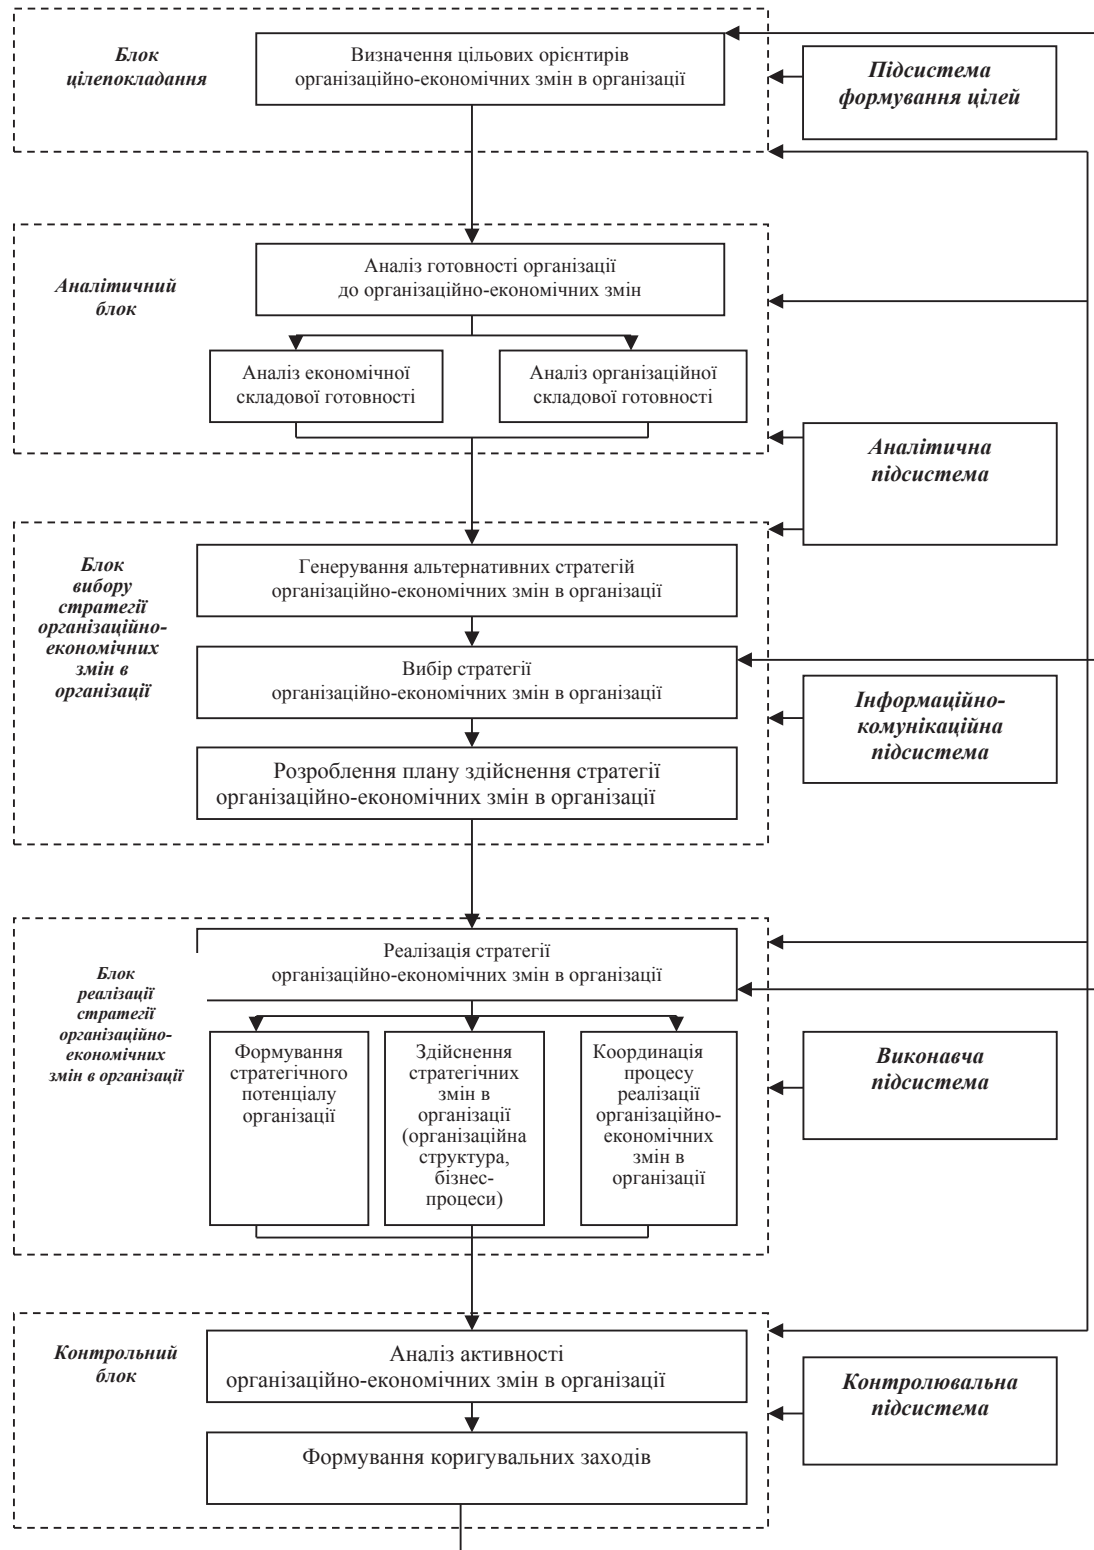 Блок
цілепокладання
Визначення цільових орієнтирів
організаційно-економічних змін в організації
Підсистема
формування цілей
Аналітичний
блок
Аналіз готовності організації
до організаційно-економічних змін
Аналіз економічної
складової готовності
Аналіз організаційної
складової готовності
Аналітична
підсистема
Блок
вибору
стратегії
організаційно-
економічних
змін в
організації
Генерування альтернативних стратегій
організаційно-економічних змін в організації
Вибір стратегії
організаційно-економічних змін в організації
Розроблення плану здійснення стратегії
організаційно-економічних змін в організації
Інформаційно-
комунікаційна
підсистема
Блок
реалізації
стратегії
організаційно-
економічних
змін в організації
Реалізація стратегії
організаційно-економічних змін в організації
Формування
стратегічного
потенціалу
організації
Здійснення
стратегічних
змін в
організації
(організаційна
структура,
бізнес-
процеси)
Координація
процесу
реалізації
організаційно-
економічних
змін в
організації
Виконавча
підсистема
Контрольний
блок
Аналіз активності
організаційно-економічних змін в організації
Формування коригувальних заходів
Контролювальна
підсистема